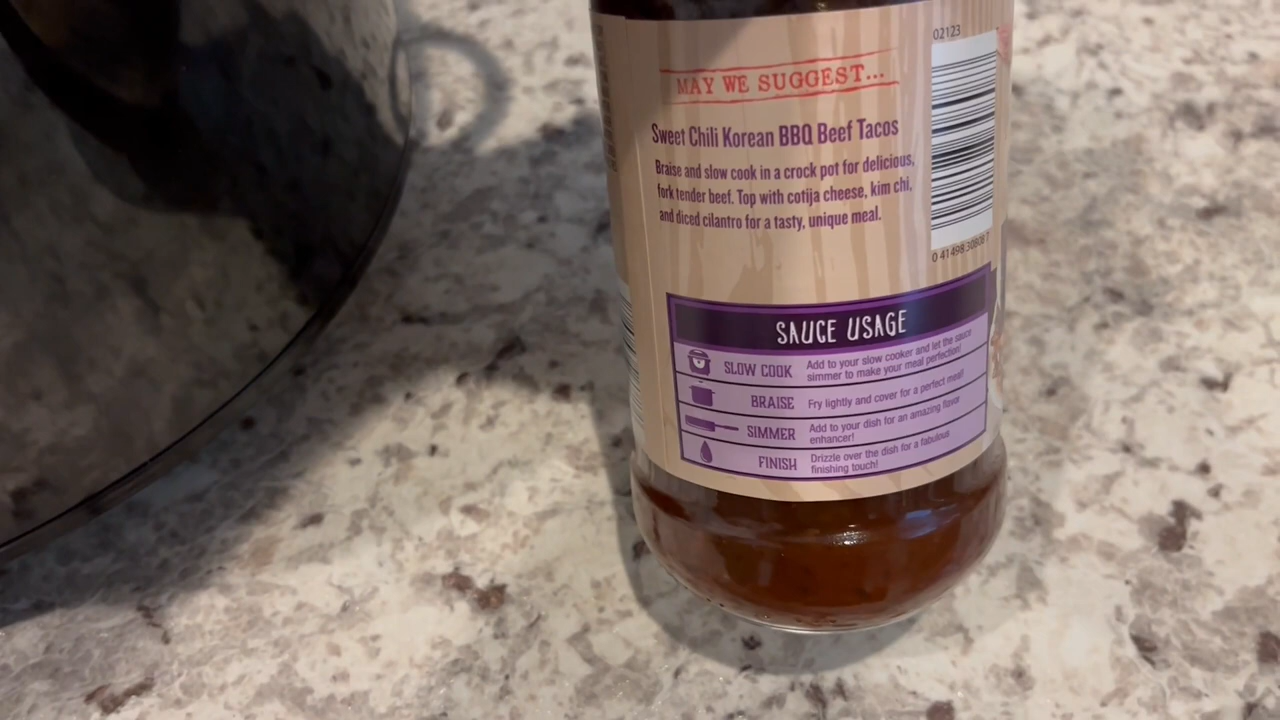 02123
MAY WE SUGGEST...
Sweet Chili Korean BBQ Beef Tacos
Braise and slow cook in a crock pot for delicious,
fork tender beef. Top with cotija cheese, kim chi,
and diced cilantro for a tasty, unique meal.
0 41498 30808 7
SAUCE USAGE
SLOW COOK Add to your slow cooker and let the sauce
simmer to make your meal perfection!
BRAISE Fry lightly and cover for a perfect meal!
SIMMER Add to your dish for an amazing flavor
enhancer!
FINISH Drizzle over the dish for a fabulous
finishing touch!